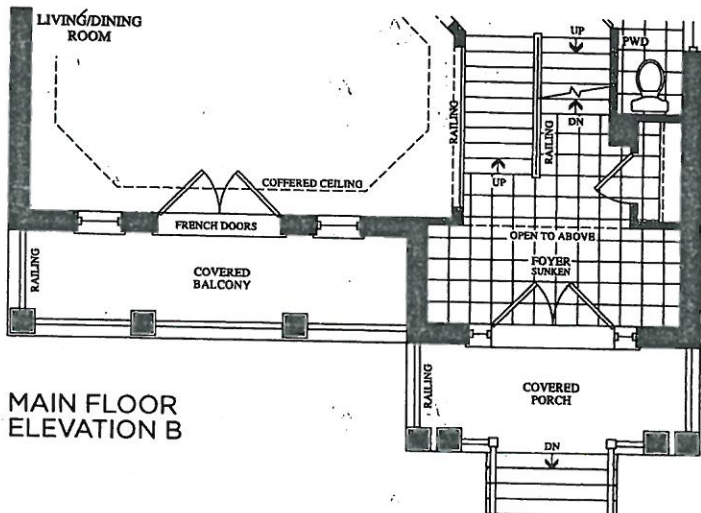 LIVING/DINING
ROOM
UP
PWD
RAILING
RAILING
DN
UP
COFFERED CEILING
FRENCH DOORS
OPEN TO ABOVE
FOYER
SUNKEN
RAILING
COVERED
BALCONY
RAILING
COVERED
PORCH
MAIN FLOOR
ELEVATION B
DN